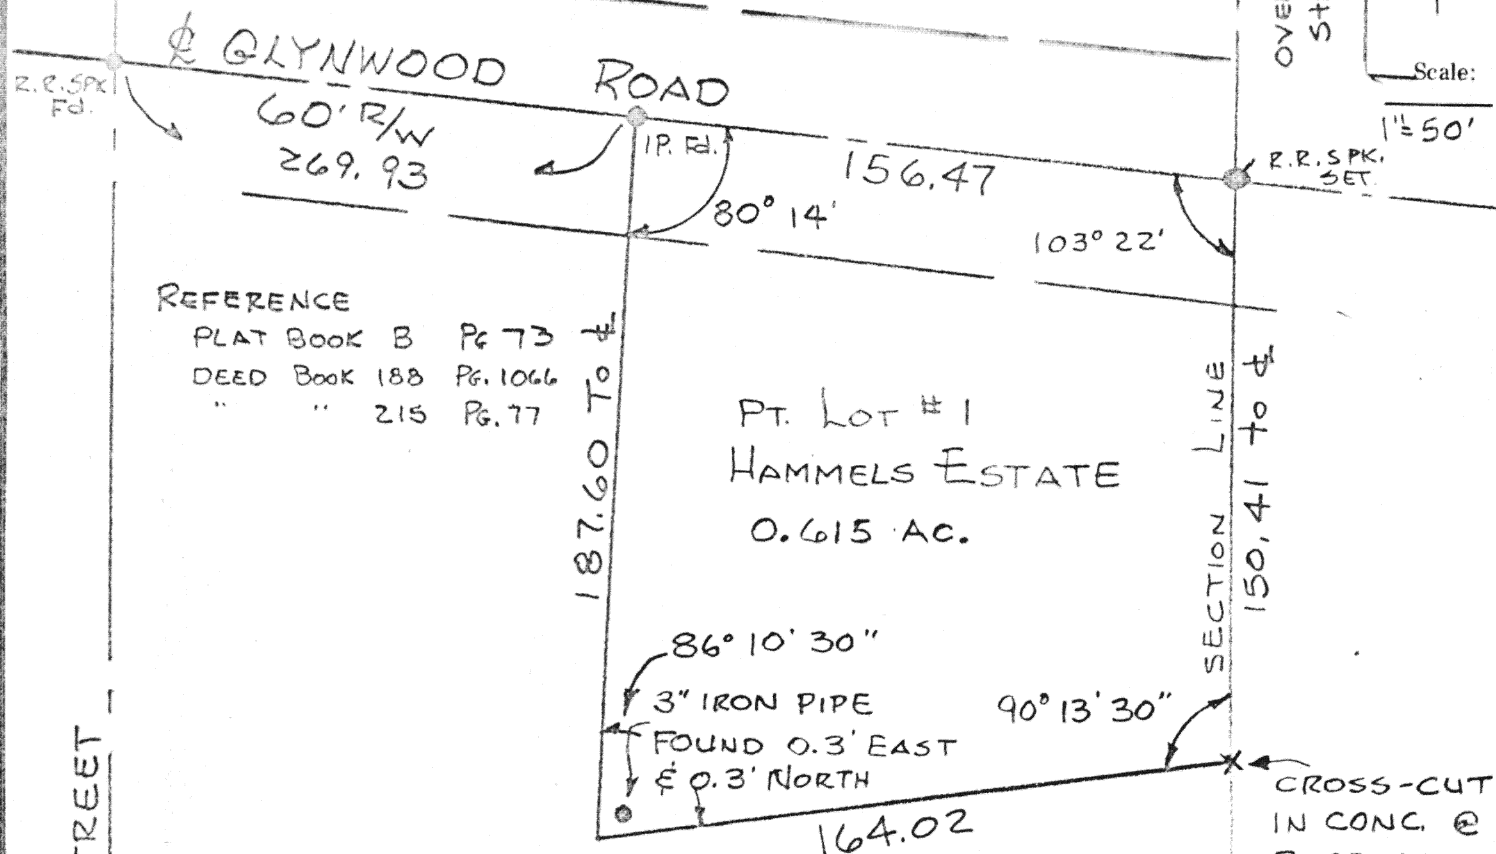 ℄ GLYNWOOD ROAD
60' R/W
269.93
R.R. SPK
Fd.
I P. Fd.
156.47
R.R. SPK.
SET
Scale:
1"=50'
80° 14'
103° 22'
REFERENCE
PLAT BOOK B PG 73
DEED BOOK 188 PG. 1066
" " 215 PG. 77
187.60 TO ℄
PT. LOT # 1
HAMMELS ESTATE
0.615 AC.
SECTION LINE
150.41 to ℄
86° 10' 30"
3" IRON PIPE
FOUND 0.3' EAST
& 0.3' NORTH
90° 13' 30"
164.02
CROSS-CUT
IN CONC. @